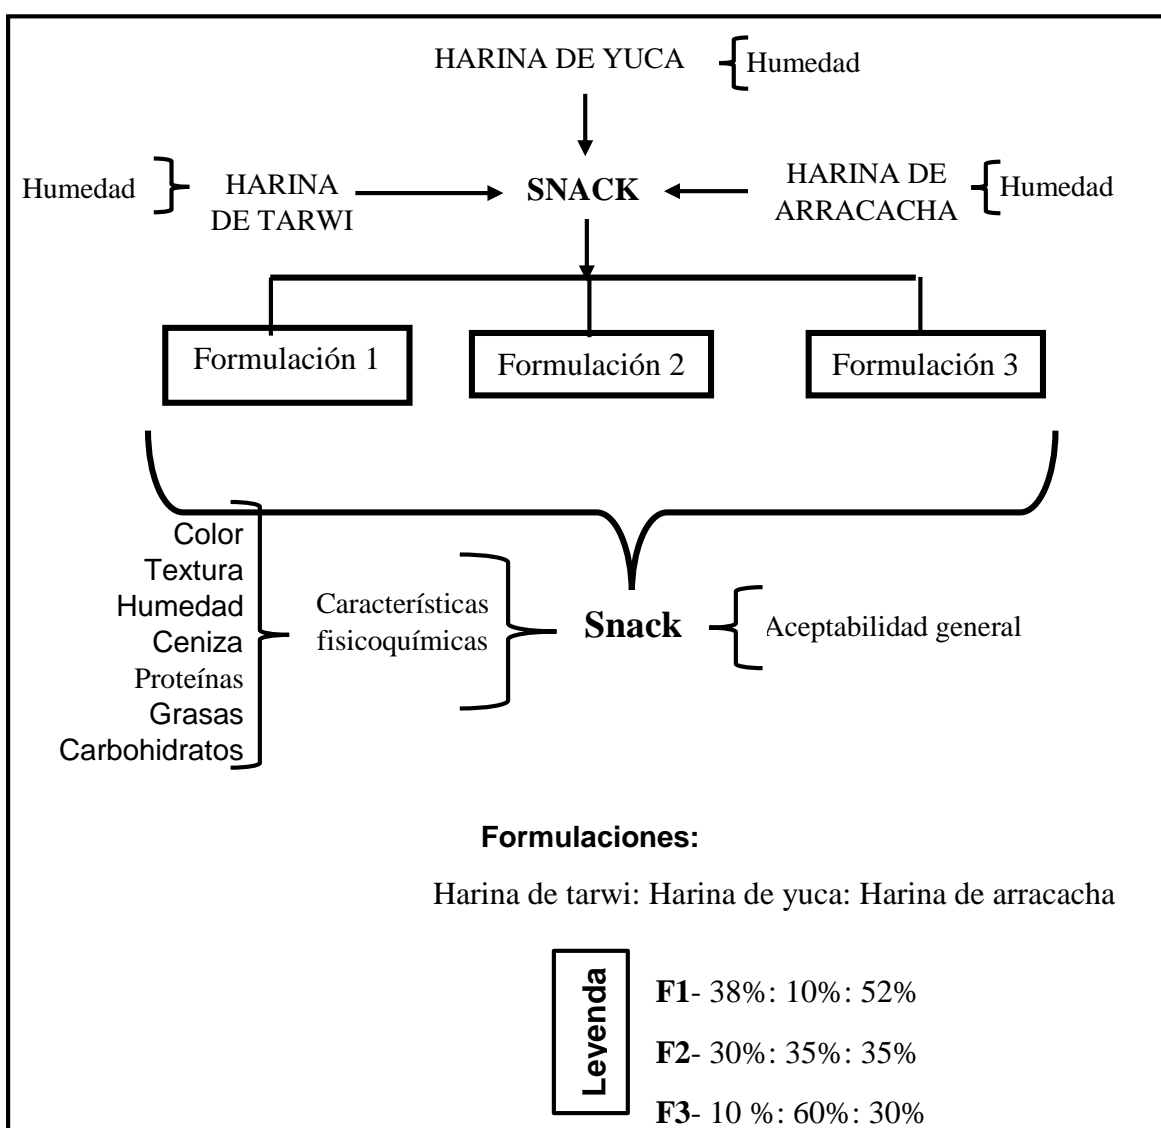 HARINA DE YUCA
Humedad
Humedad
HARINA
DE TARWI
SNACK
HARINA DE
ARRACACHA
Humedad
Formulación 1
Formulación 2
Formulación 3
Color
Textura
Humedad
Ceniza
Proteínas
Grasas
Carbohidratos
Característícas
fisicoquímicas
Snack
Aceptabilidad general
Formulaciones:
Harina de tarwi: Harina de yuca: Harina de arracacha
Levenda
F1- 38%: 10%: 52%
F2- 30%: 35%: 35%
F3- 10 %: 60%: 30%